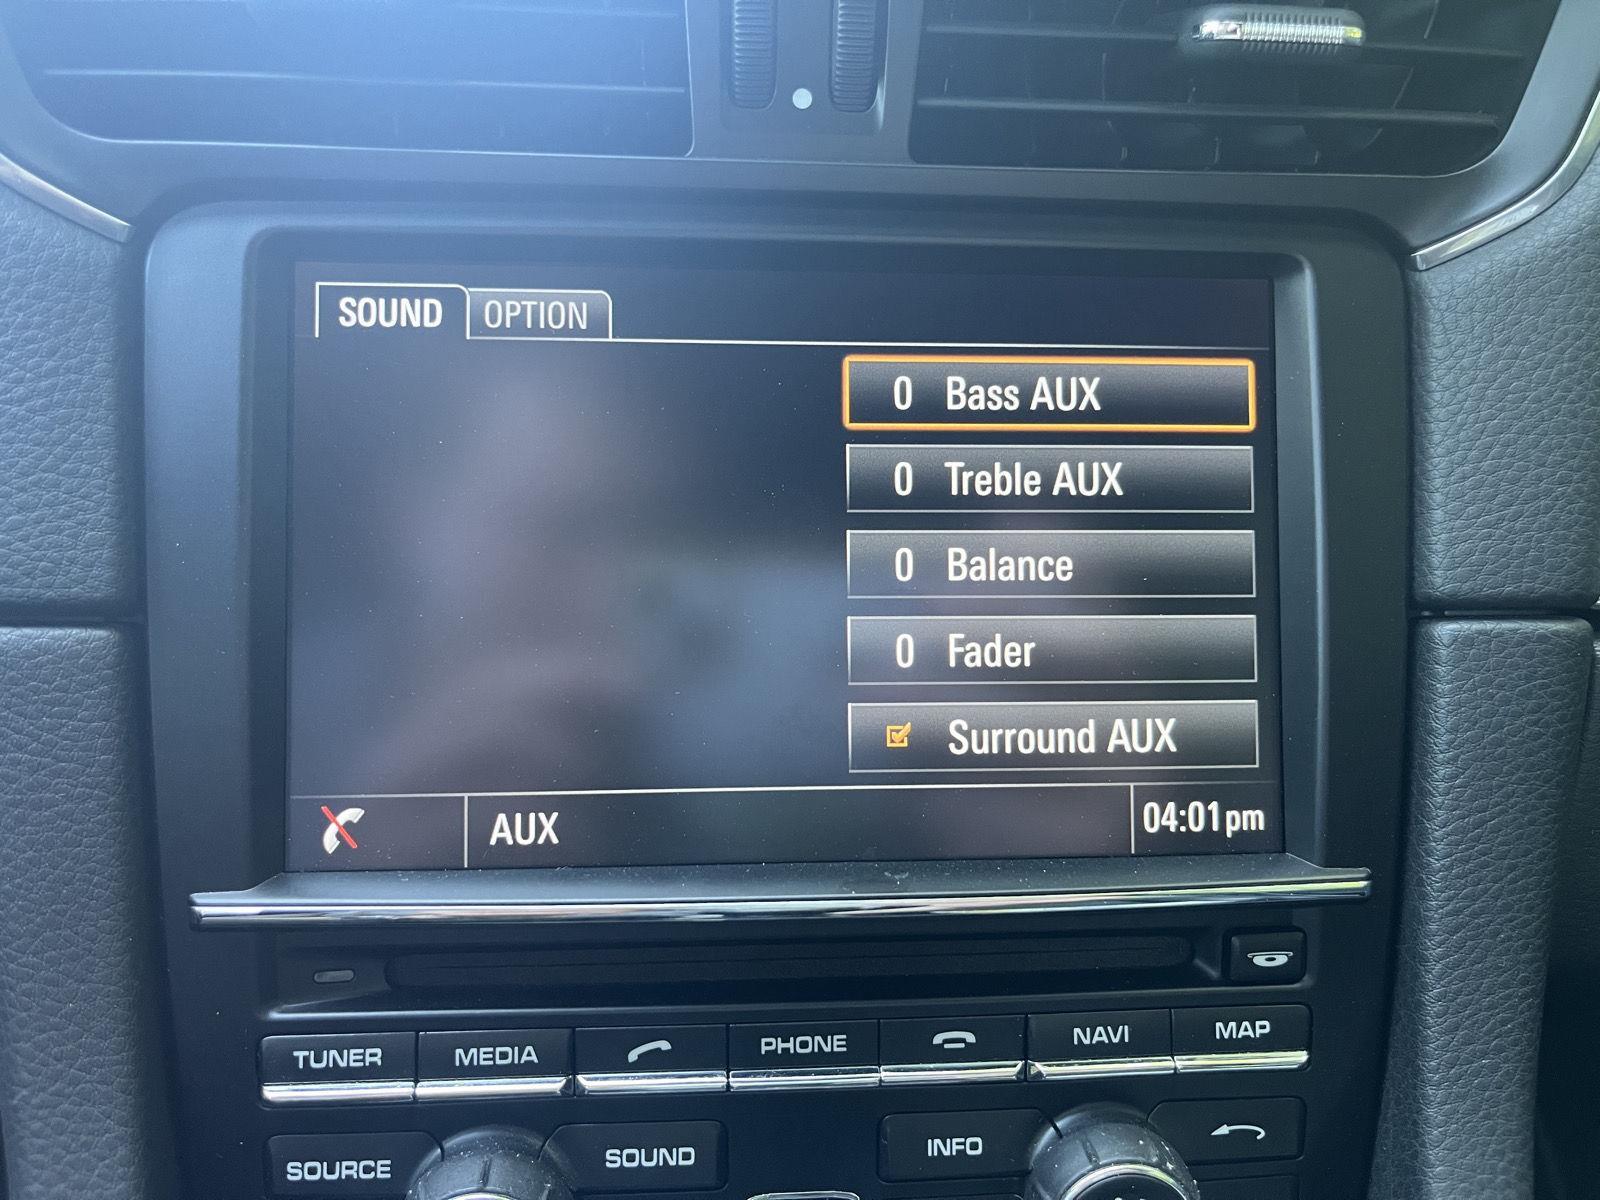 SOUND OPTION
0 Bass AUX
0 Treble AUX
0 Balance
0 Fader
Surround AUX
AUX 04:01pm
TUNER MEDIA PHONE NAVI MAP
SOURCE SOUND INFO